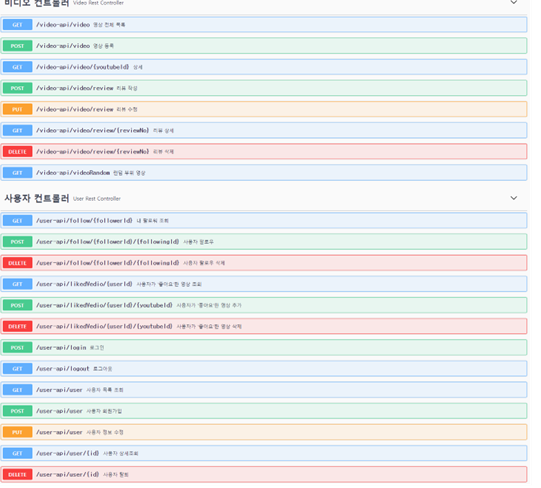 비디오 컨트롤러 Video Rest Controller
GET /video-api/video 영상 전체 목록
POST /video-api/video 영상 등록
GET /video-api/video/{youtubeId} 상세
POST /video-api/video/review 리뷰 작성
PUT /video-api/video/review 리뷰 수정
GET /video-api/video/review/{reviewNo} 리뷰 상세
DELETE /video-api/video/review/{reviewNo} 리뷰 삭제
GET /video-api/videoRandom 영상
사용자 컨트롤러 User Rest Controller
GET /user-api/follow/{followerId} 내 팔로워 조회
POST /user-api/follow/{followerId}/{followingId} 사용자 팔로우
DELETE /user-api/follow/{followerId}/{followingId} 사용자 팔로우 삭제
GET /user-api/likedVedio/{userId} 사용자가 '좋아요'한 영상 조회
POST /user-api/likedVedio/{userId}/{youtubeId} 사용자가 '좋아요'한 영상 추가
DELETE /user-api/likedVedio/{userId}/{youtubeId} 사용자가 '좋아요'한 영상 삭제
POST /user-api/login 로그인
GET /user-api/logout 로그아웃
GET /user-api/user 사용자 목록 조회
POST /user-api/user 사용자 회원가입
PUT /user-api/user 사용자 정보 수정
GET /user-api/user/{id} 사용자 상세조회
DELETE /user-api/user/{id} 사용자 탈퇴